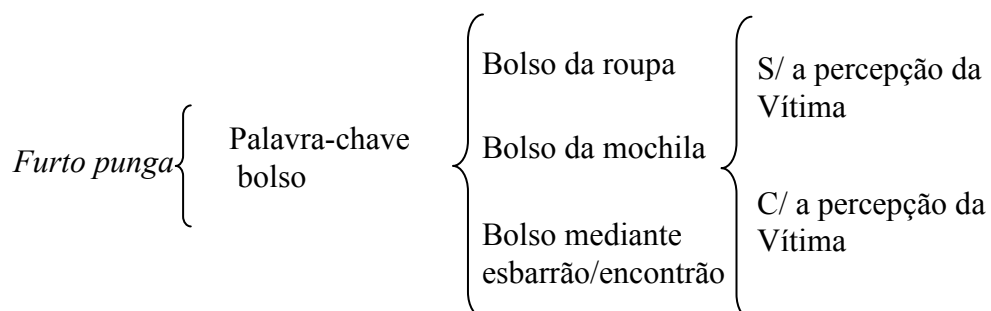 Furto punga
Palavra-chave
bolso
Bolso da roupa
Bolso da mochila
Bolso mediante
esbarrão/encontrão
S/ a percepção da
Vítima
C/ a percepção da
Vítima